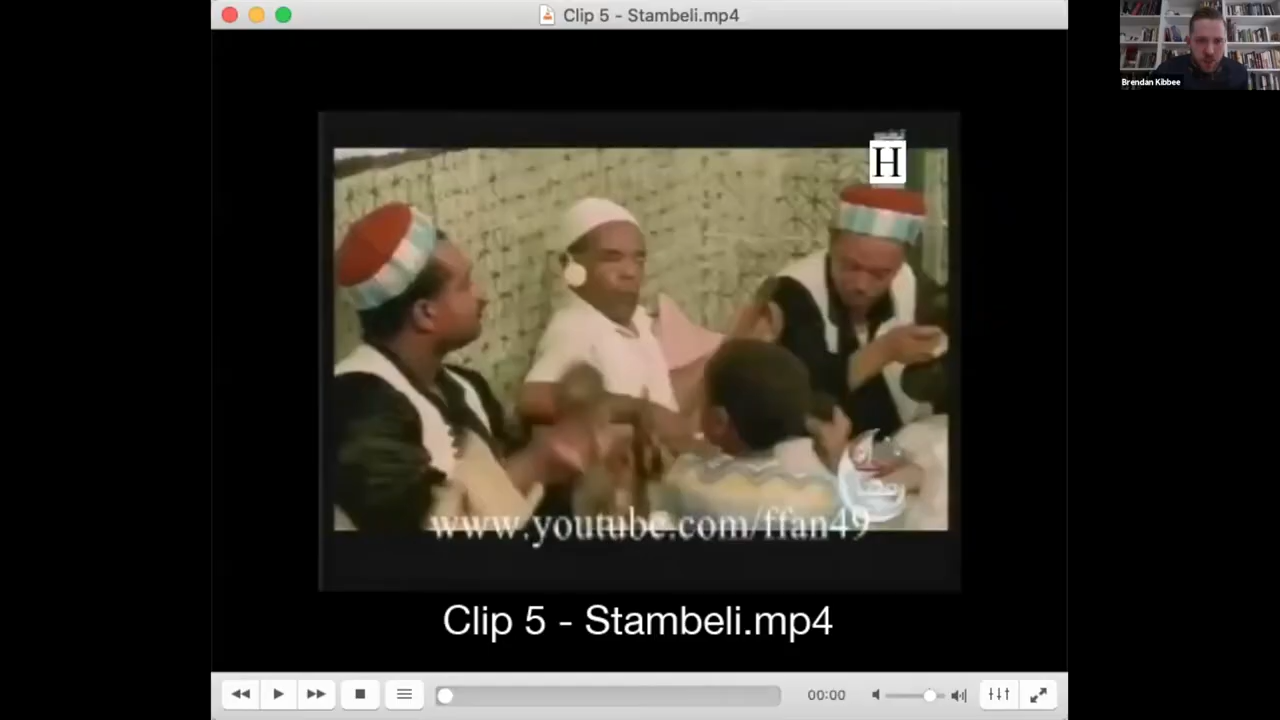 Clip 5 - Stambeli.mp4
Brendan Kibbee
H
www.youtube.com/ffan49
Clip 5 - Stambeli.mp4
00:00